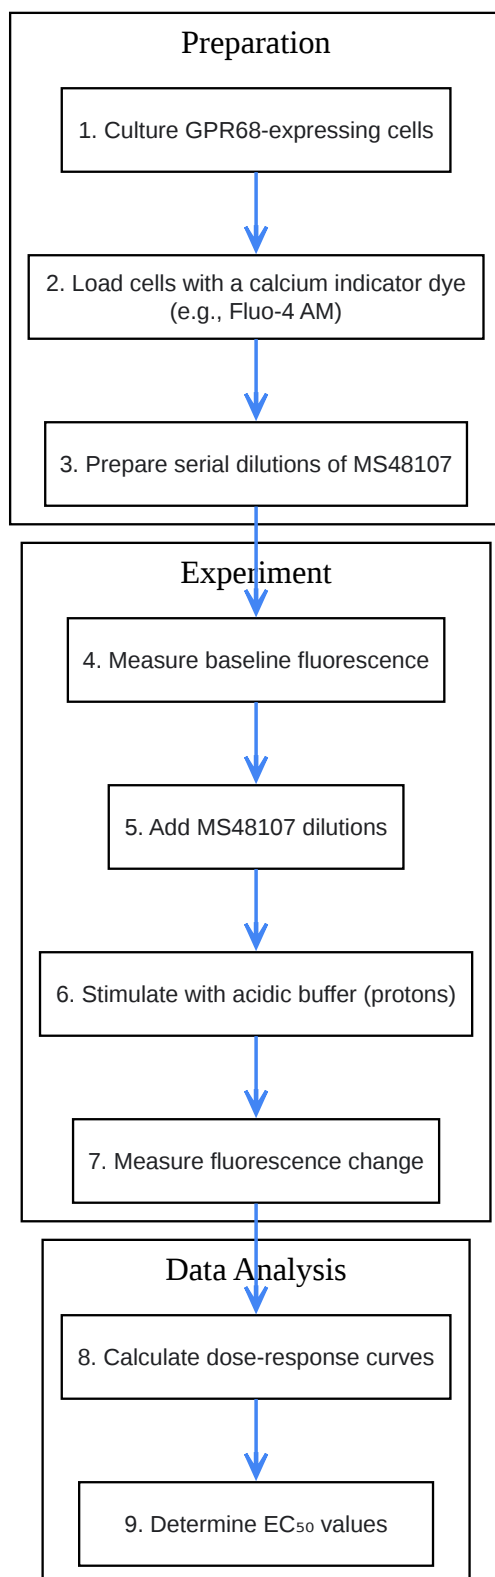 Preparation
1. Culture GPR68-expressing cells
2. Load cells with a calcium indicator dye
(e.g., Fluo-4 AM)
3. Prepare serial dilutions of MS48107
Experiment
4. Measure baseline fluorescence
5. Add MS48107 dilutions
6. Stimulate with acidic buffer (protons)
7. Measure fluorescence change
Data Analysis
8. Calculate dose-response curves
9. Determine EC₅₀ values